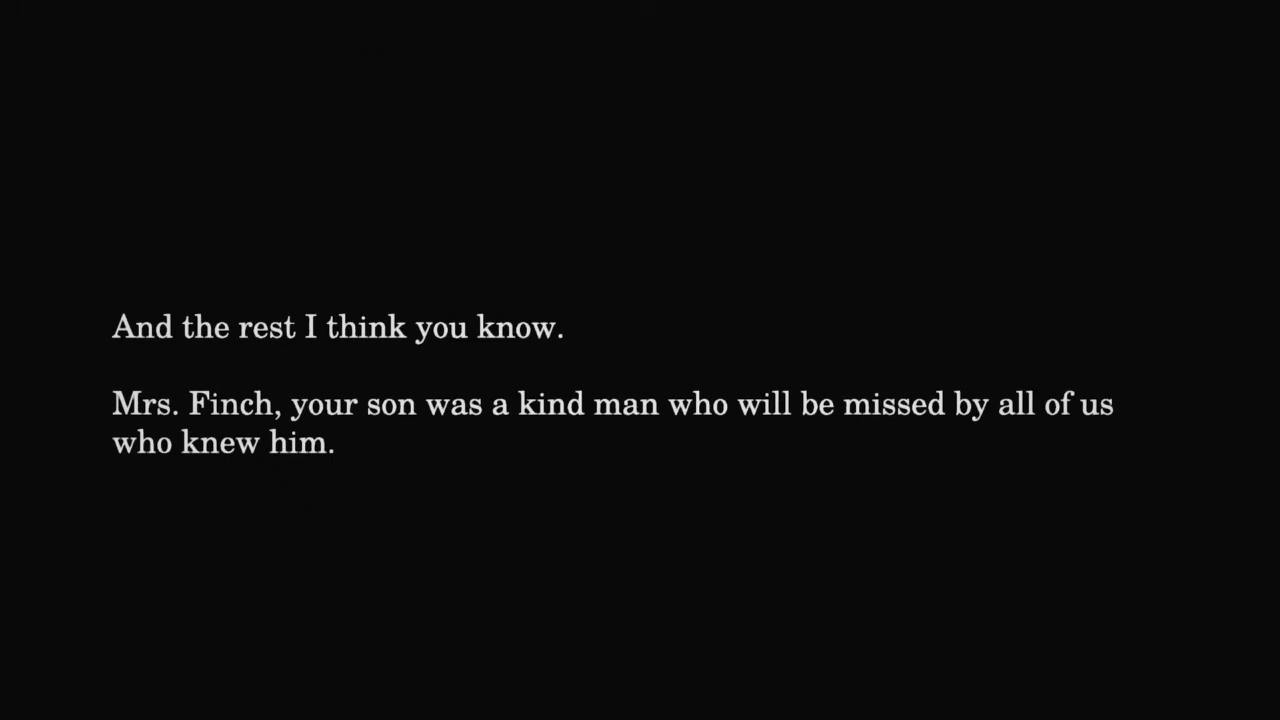 And the rest I think you know.
Mrs. Finch, your son was a kind man who will be missed by all of us
who knew him.